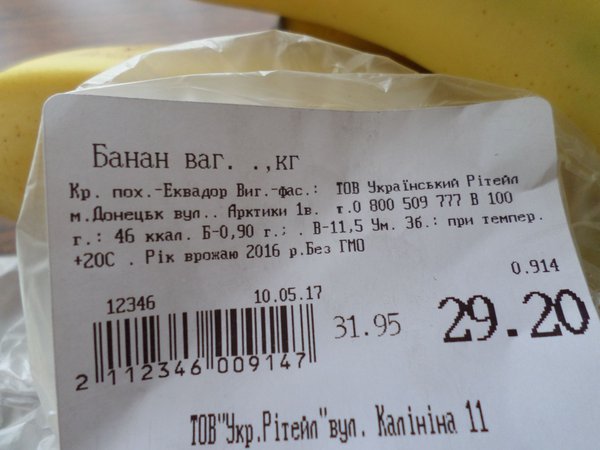 Банан ваг. .,кг
Кр. пох.-Еквадор Виг.-фас.: ТОВ Український Рітейл
м.Донецьк вул.. Арктики 1в. т.0 800 509 777 В 100
г.: 46 ккал. Б-0,90 г.; . В-11,5 Ум. Зб.: при темпер.
+20С . Рік врожаю 2016 р.Без ГМО
0.914
12346 10.05.17
31.95 29.20
2 112346 009147
ТОВ"Укр.Рітейл"вул. Калініна 11